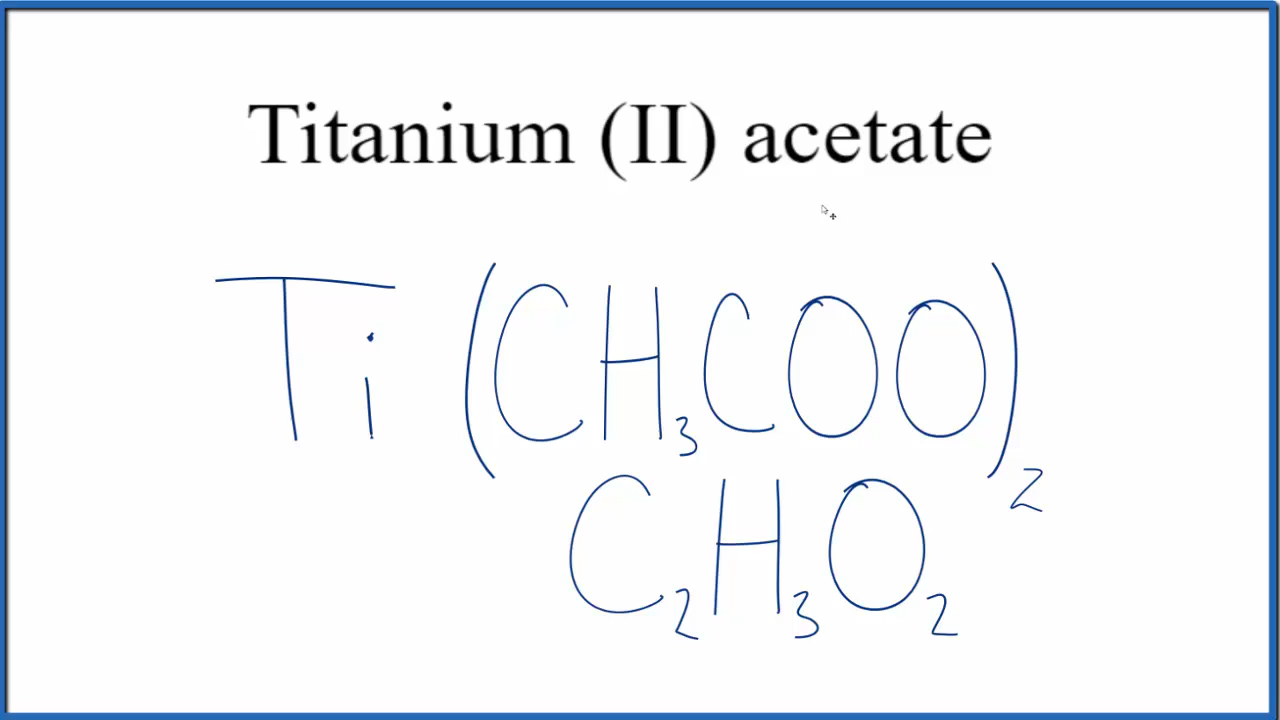 Titanium (II) acetate
Ti (CH₃COO)₂
C₂H₃O₂